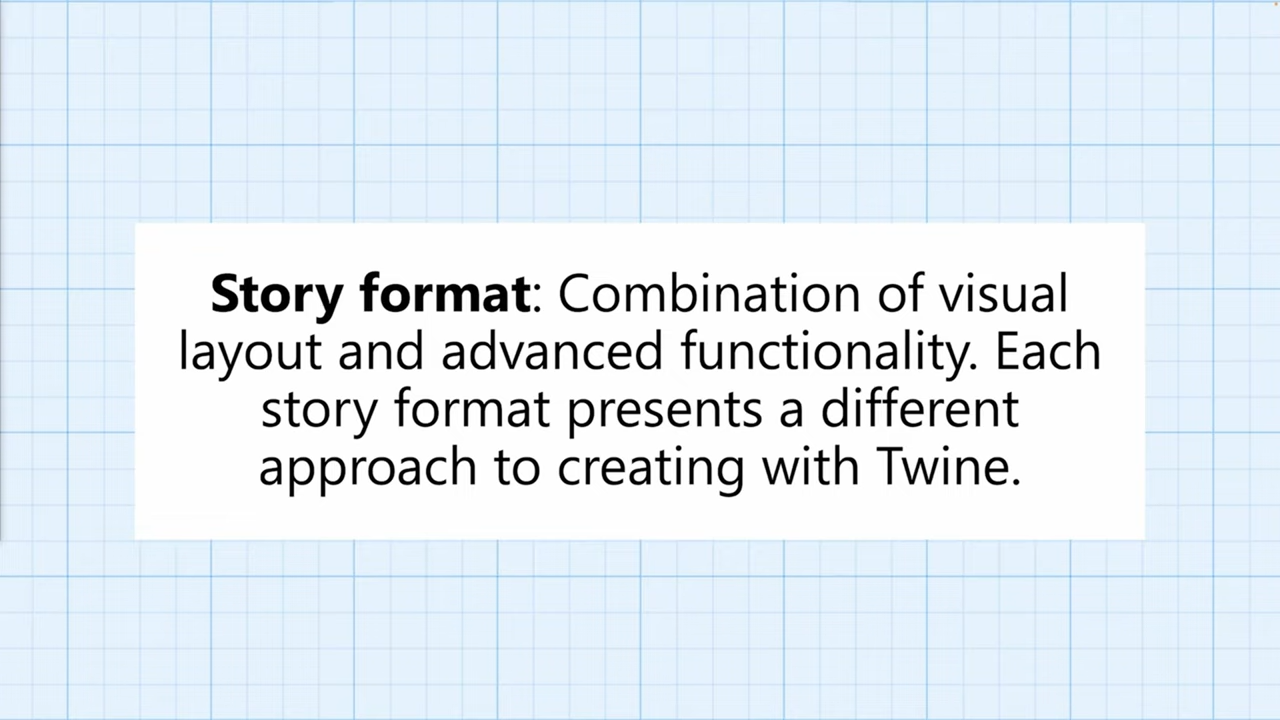 Story format: Combination of visual
layout and advanced functionality. Each
story format presents a different
approach to creating with Twine.